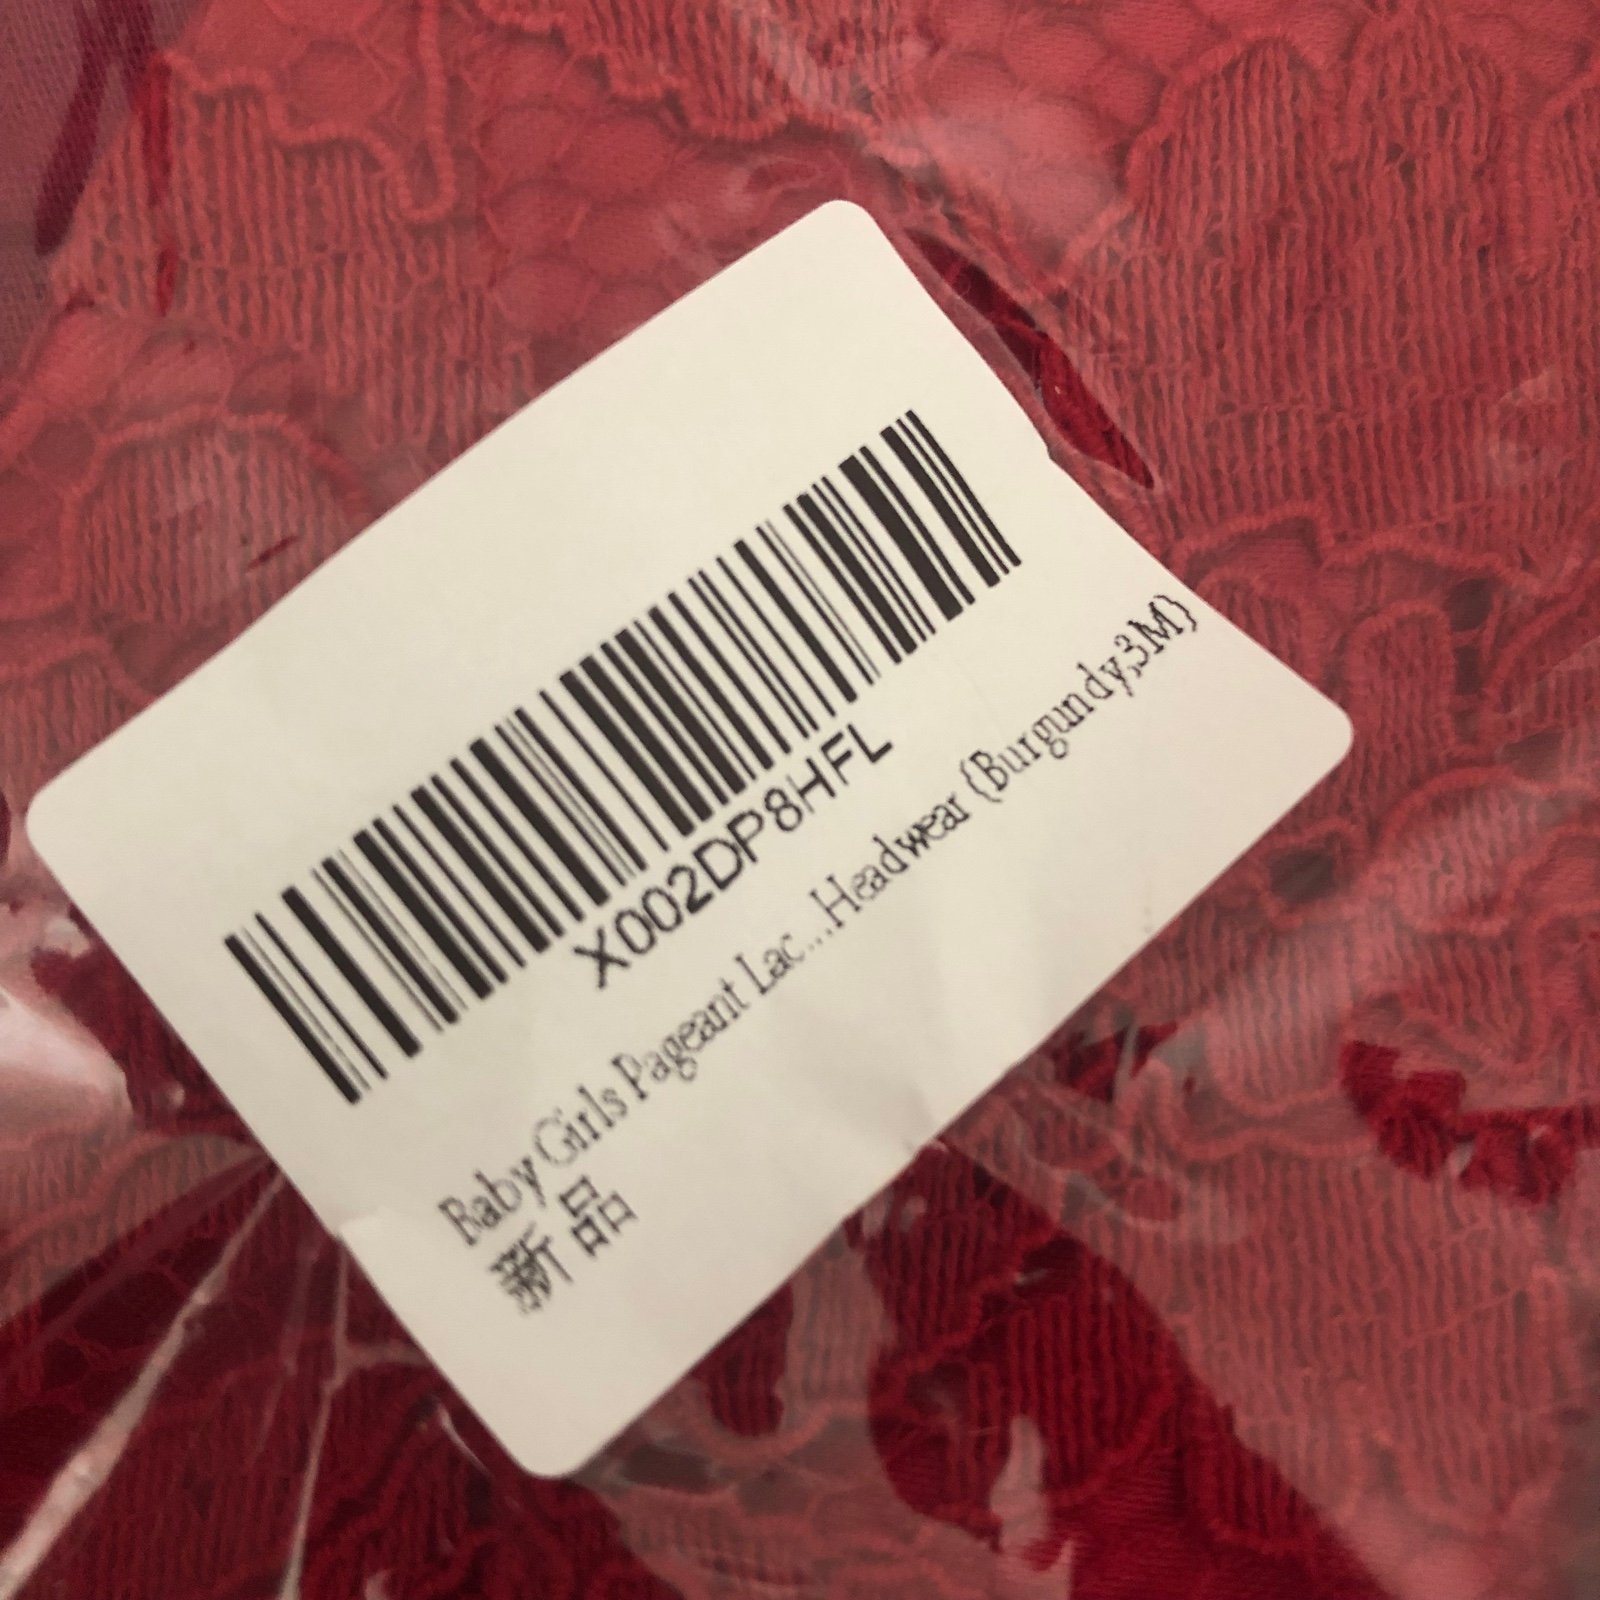 X002DP8HFL
Baby Girls Pageant Lac...Headwear (Burgundy,3M)
新品